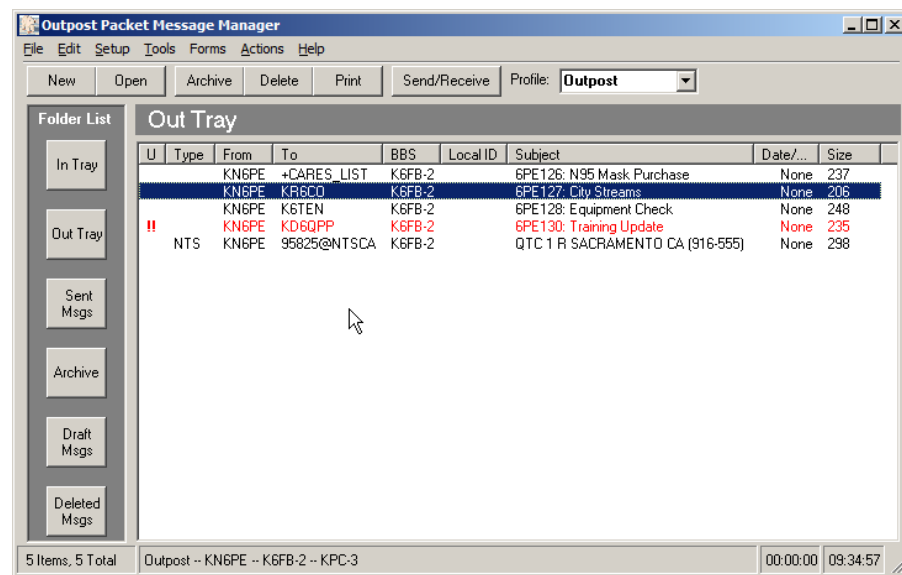 Outpost Packet Message Manager
File Edit Setup Tools Forms Actions Help
New Open Archive Delete Print Send/Receive Profile: Outpost
Folder List
Out Tray
In Tray
Out Tray
Sent Msgs
Archive
Draft Msgs
Deleted Msgs
U Type From To BBS Local ID Subject Date/... Size
KN6PE +CARES_LIST K6FB-2 6PE126: N95 Mask Purchase None 237
KN6PE KR6CO K6FB-2 6PE127: City Streams None 206
KN6PE K6TEN K6FB-2 6PE128: Equipment Check None 248
!! KN6PE KD6QPP K6FB-2 6PE130: Training Update None 235
NTS KN6PE 95825@NTSCA K6FB-2 QTC 1 R SACRAMENTO CA (916-555) None 298
5 Items, 5 Total Outpost -- KN6PE -- K6FB-2 -- KPC-3 00:00:00 09:34:57